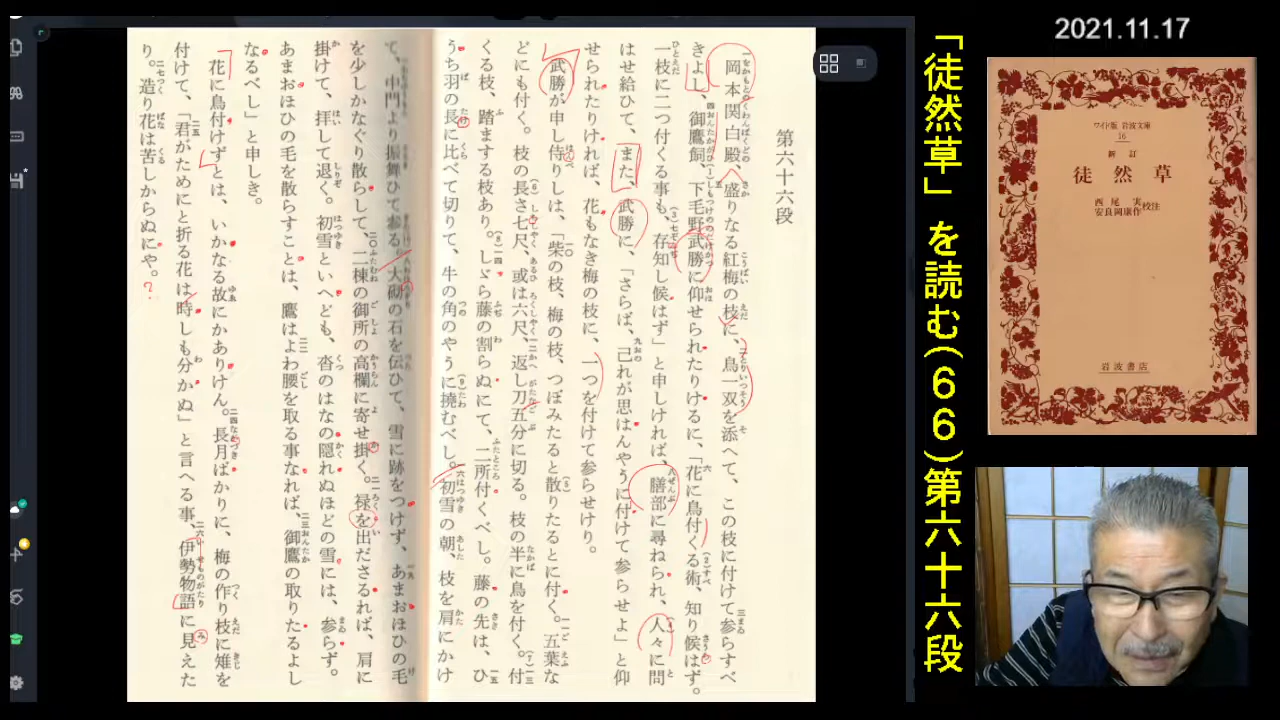 2021.11.17
「徒然草」を読む(66)第六十六段
ワイド版 岩波文庫
16
新訂
徒然草
西尾 実
安良岡康作 校注
岩波書店
第六十六段
岡本関白殿、盛りなる紅梅の枝に、鳥一双を添へて、この枝に付けて参らすべ
きよし、御鷹飼、下毛野武勝に仰せられたりけるに、「花に鳥付くる術、知り候はず。
一枝に二つ付くる事も、存知し候はず」と申しければ、膳部に尋ねられ、人々に問
はせ給ひて、また、武勝に、「さらば、己れが思はんやうに付けて参らせよ」と仰
せられたりければ、花もなき梅の枝に、一つを付けて参らせけり。
武勝が申し侍りしは、「柴の枝、梅の枝、つぼみたると散りたるとに付く。五葉な
どにも付く。枝の長さ七尺、或は六尺、返し刀五分に切る。枝の半に鳥を付く。付
くる枝、踏まする枝あり。しゞら藤の割らぬにて、二所付くべし。藤の先は、ひ
うち羽の長に比べて切りて、牛の角のやうに撓むべし。初雪の朝、枝を肩にかけ
て、中門より振舞ひて参る。大砌の石を伝ひて、雪に跡をつけず、あまおほひの毛
を少しかなぐり散らして、二棟の御所の高欄に寄せ掛く。禄を出ださるれば、肩に
掛けて、拝して退く。初雪といへども、沓のはなの隠れぬほどの雪には、参らず。
あまおほひの毛を散らすことは、鷹はよわ腰を取る事なれば、御鷹の取りたるよし
なるべし」と申しき。
花に鳥付けずとは、いかなる故にかありけん。長月ばかりに、梅の作り枝に雉を
付けて、「君がためにと折る花は時しも分かぬ」と言へる事、伊勢物語に見えた
り。造り花は苦しからぬにや。?